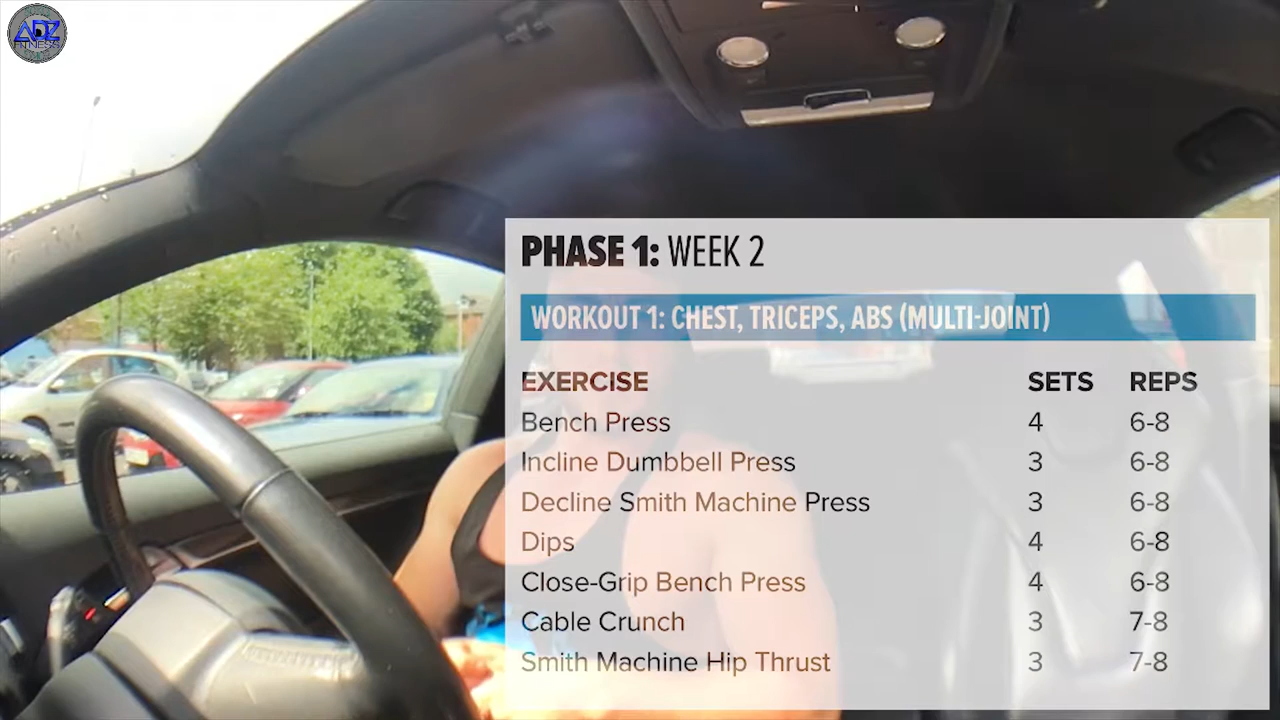 ADZ
FITNESS
PHASE 1: WEEK 2
WORKOUT 1: CHEST, TRICEPS, ABS (MULTI-JOINT)
EXERCISE SETS REPS
Bench Press 4 6-8
Incline Dumbbell Press 3 6-8
Decline Smith Machine Press 3 6-8
Dips 4 6-8
Close-Grip Bench Press 4 6-8
Cable Crunch 3 7-8
Smith Machine Hip Thrust 3 7-8